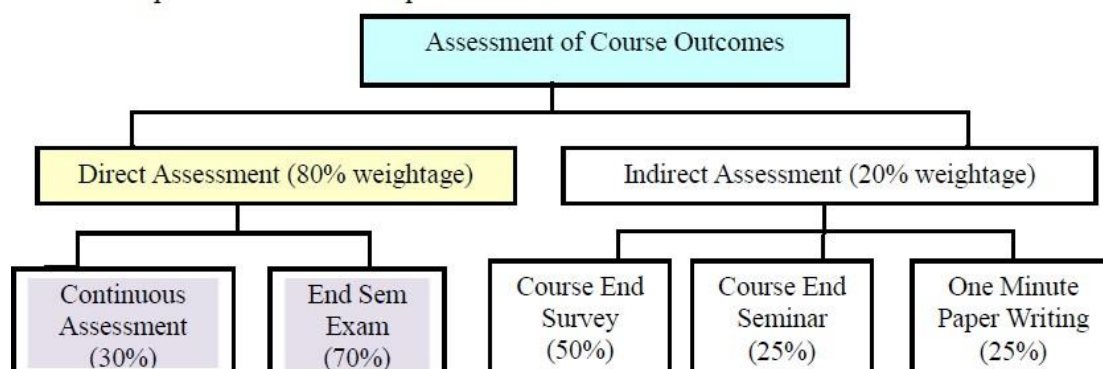 Assessment of Course Outcomes
Direct Assessment (80% weightage)
Indirect Assessment (20% weightage)
Continuous
Assessment
(30%)
End Sem
Exam
(70%)
Course End
Survey
(50%)
Course End
Seminar
(25%)
One Minute
Paper Writing
(25%)